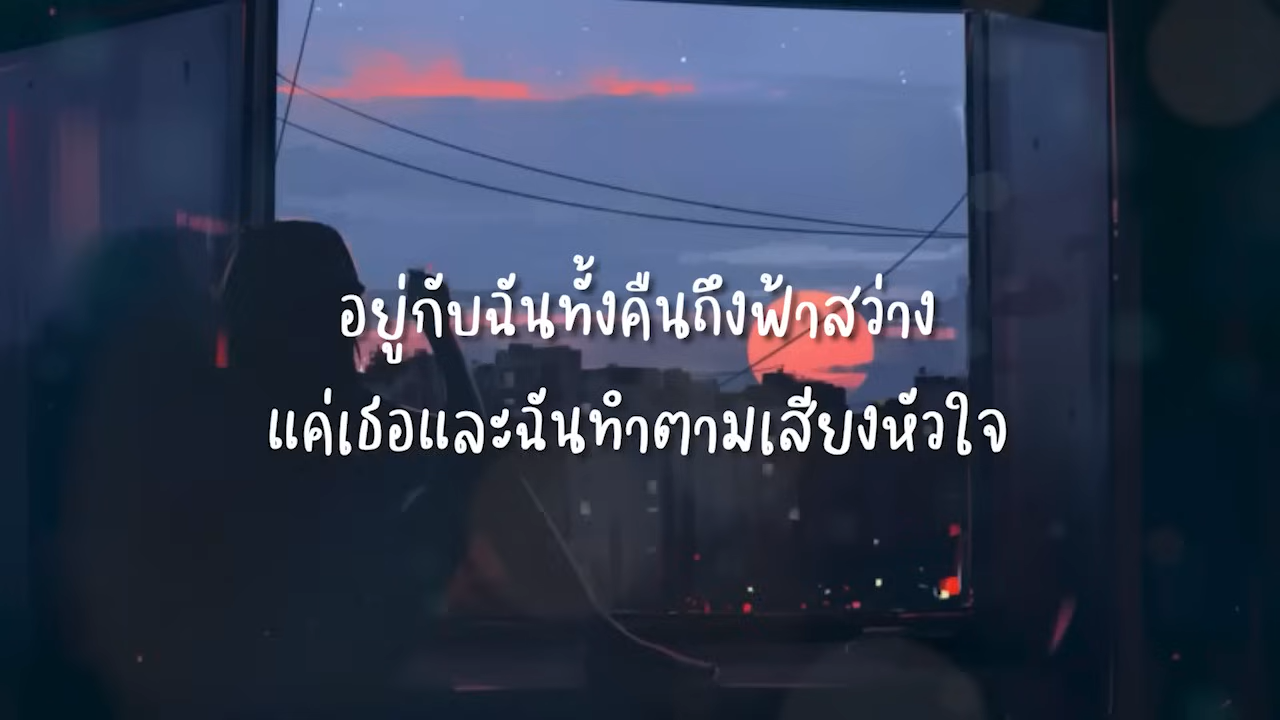 อยู่กับฉันทั้งคืนถึงฟ้าสว่าง
แค่เธอและฉันทำตามเสียงหัวใจ